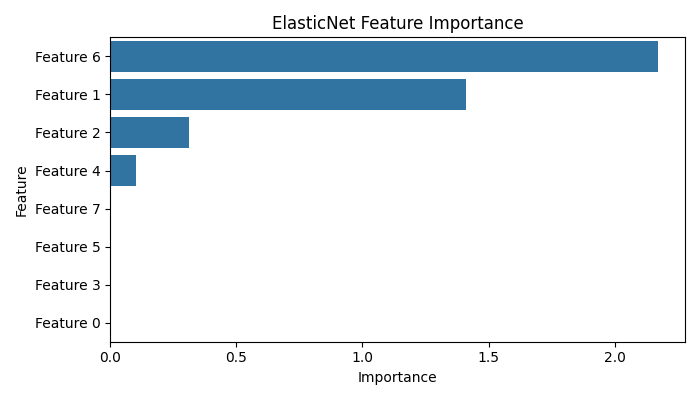 ElasticNet Feature Importance
Feature 6
Feature 1
Feature 2
Feature 4
Feature 7
Feature 5
Feature 3
Feature 0
Feature
0.0 0.5 1.0 1.5 2.0
Importance